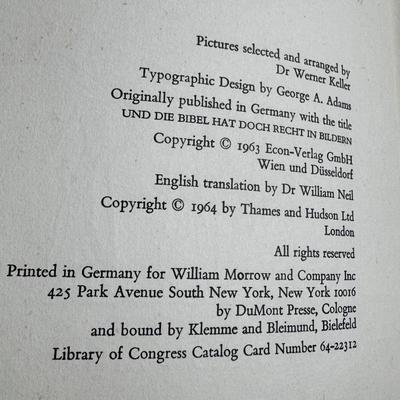 Pictures selected and arranged by
Dr Werner Keller
Typographic Design by George A. Adams
Originally published in Germany with the title
UND DIE BIBEL HAT DOCH RECHT IN BILDERN
Copyright © 1963 Econ-Verlag GmbH
Wien und Düsseldorf
English translation by Dr William Neil
Copyright © 1964 by Thames and Hudson Ltd
London
All rights reserved
Printed in Germany for William Morrow and Company Inc
425 Park Avenue South New York, New York 10016
by DuMont Presse, Cologne
and bound by Klemme and Bleimund, Bielefeld
Library of Congress Catalog Card Number 64-22312